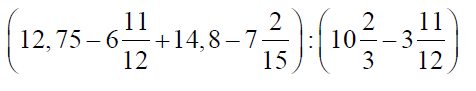 (12,75 − 6 11/12 + 14,8 − 7 2/15) : (10 2/3 − 3 11/12)